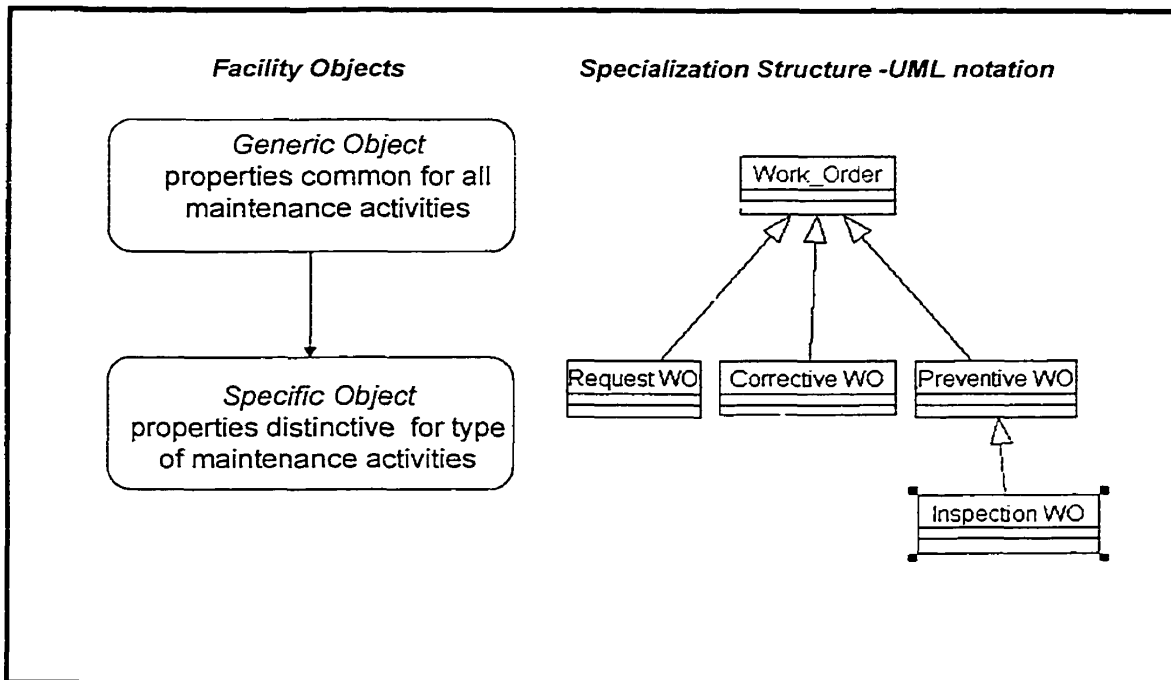 Facility Objects
Specialization Structure -UML notation
Generic Object
properties common for all
maintenance activities
Specific Object
properties distinctive for type
of maintenance activities
Work_Order
Request WO
Corrective WO
Preventive WO
Inspection WO